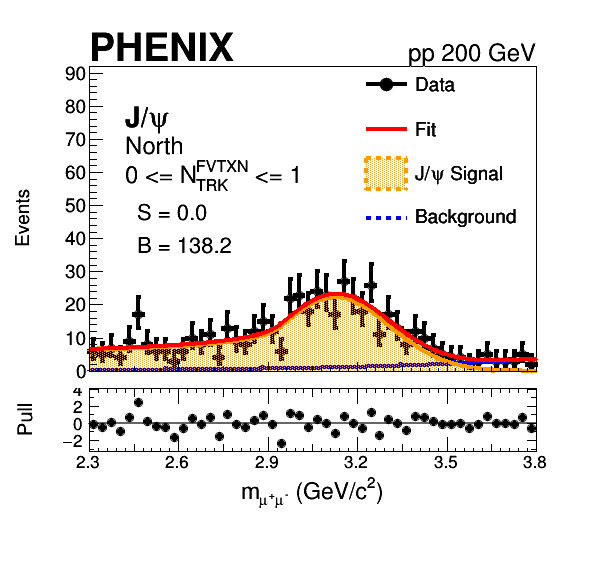 PHENIX pp 200 GeV
J/ψ
North
0 <= N^FVTXN_TRK <= 1
S = 0.0
B = 138.2
Data
Fit
J/ψ Signal
Background
Events
90
80
70
60
50
40
30
20
10
0
Pull
4
2
0
−2
2.3 2.6 2.9 3.2 3.5 3.8
m_μ⁺μ⁻ (GeV/c²)